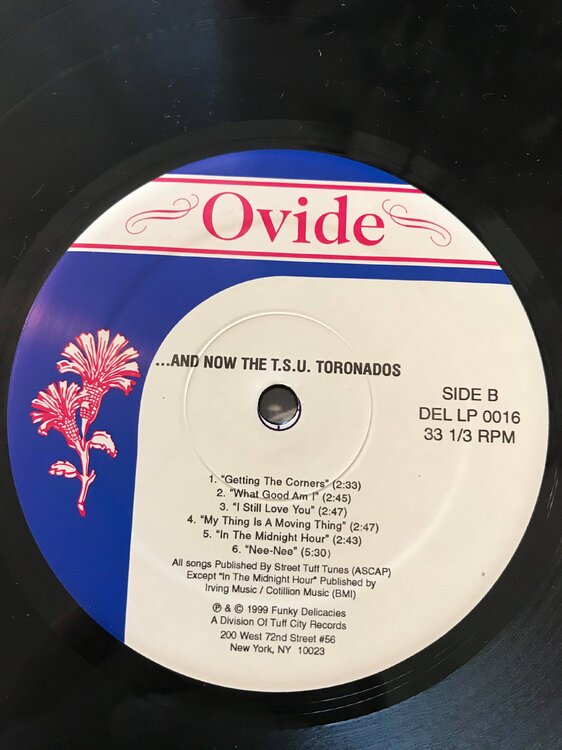 Ovide
...AND NOW THE T.S.U. TORONADOS
SIDE B
DEL LP 0016
33 1/3 RPM
1. "Getting The Corners" (2:33)
2. "What Good Am I" (2:45)
3. "I Still Love You" (2:47)
4. "My Thing Is A Moving Thing" (2:47)
5. "In The Midnight Hour" (2:43)
6. "Nee-Nee" (5:30)
All songs Published By Street Tuff Tunes (ASCAP)
Except "In The Midnight Hour" Published by
Irving Music / Cotillion Music (BMI)
℗ & © 1999 Funky Delicacies
A Division Of Tuff City Records
200 West 72nd Street #56
New York, NY 10023